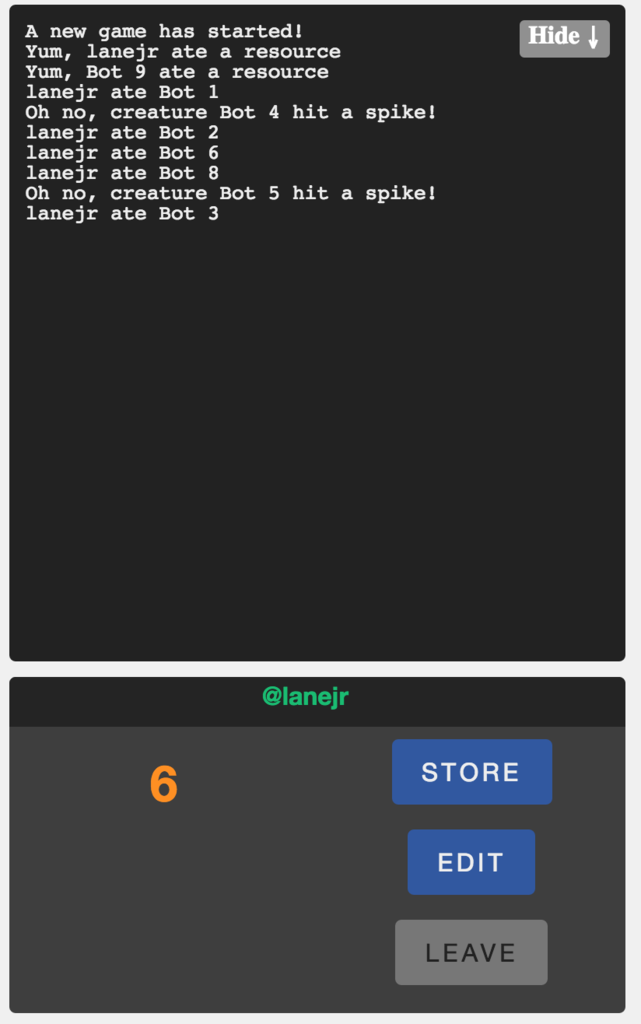 A new game has started!
Hide ↓
Yum, lanejr ate a resource
Yum, Bot 9 ate a resource
lanejr ate Bot 1
Oh no, creature Bot 4 hit a spike!
lanejr ate Bot 2
lanejr ate Bot 6
lanejr ate Bot 8
Oh no, creature Bot 5 hit a spike!
lanejr ate Bot 3
@lanejr
6
STORE
EDIT
LEAVE